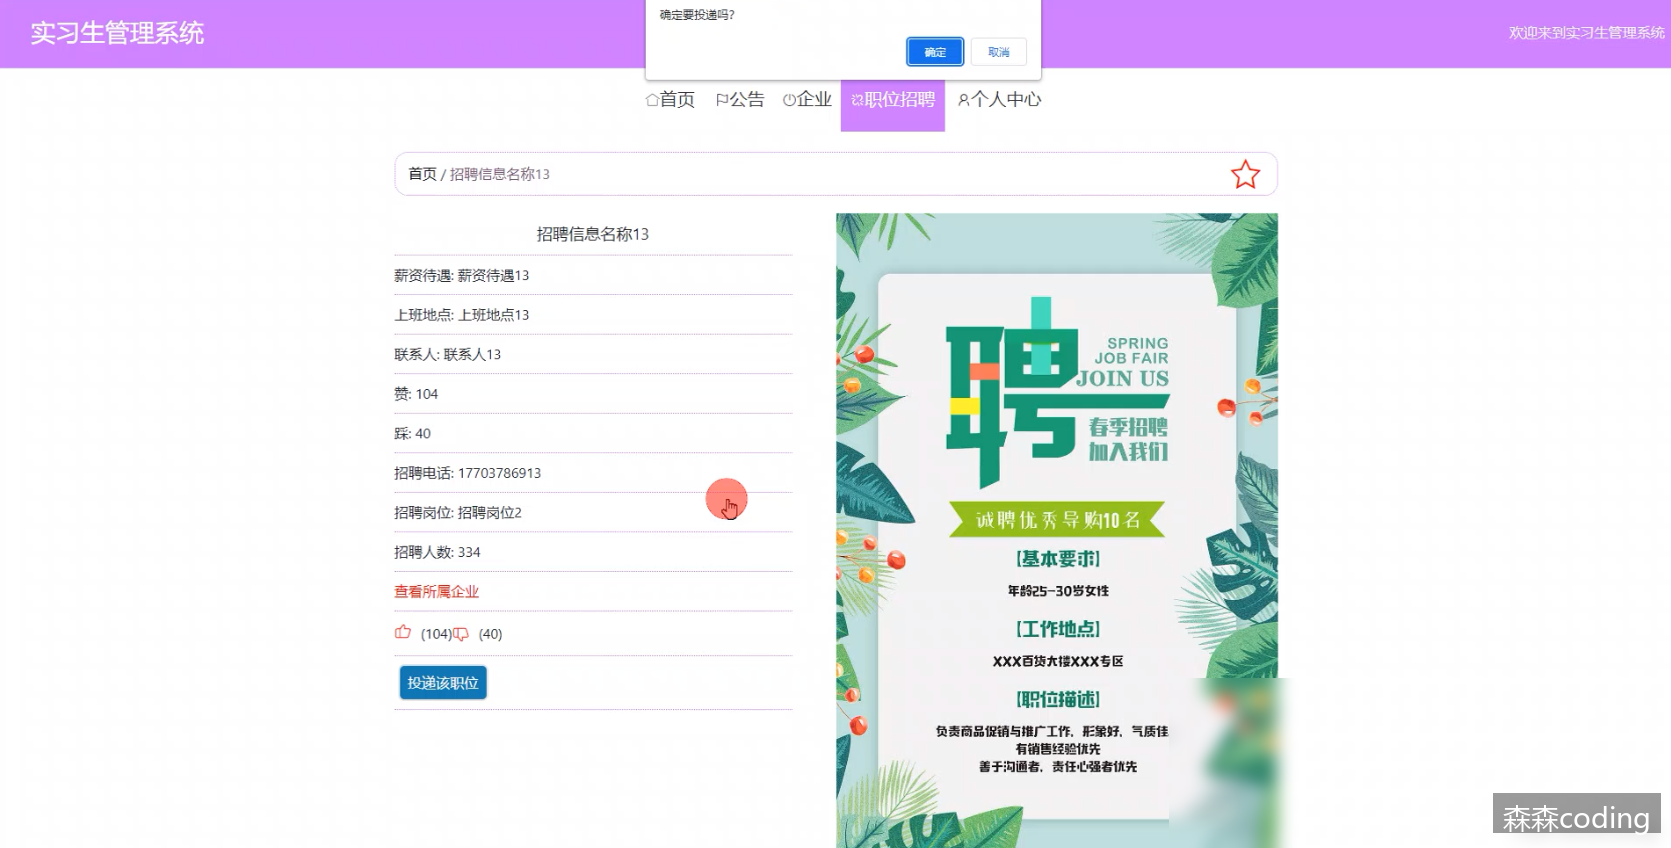 实习生管理系统
确定要投递吗?
确定
取消
欢迎来到实习生管理系统
首页
公告
企业
职位招聘
个人中心
首页 / 招聘信息名称13
招聘信息名称13
薪资待遇: 薪资待遇13
上班地点: 上班地点13
联系人: 联系人13
赞: 104
踩: 40
招聘电话: 17703786913
招聘岗位: 招聘岗位2
招聘人数: 334
查看所属企业
(104) (40)
投递该职位
聘
SPRING
JOB FAIR
JOIN US
春季招聘
加入我们
诚聘优秀导购10名
【基本要求】
年龄25-30岁女性
【工作地点】
XXX百货大楼XXX专区
【职位描述】
负责商品促销与推广工作，形象好，气质佳
有销售经验优先
善于沟通者，责任心强者优先
森森coding